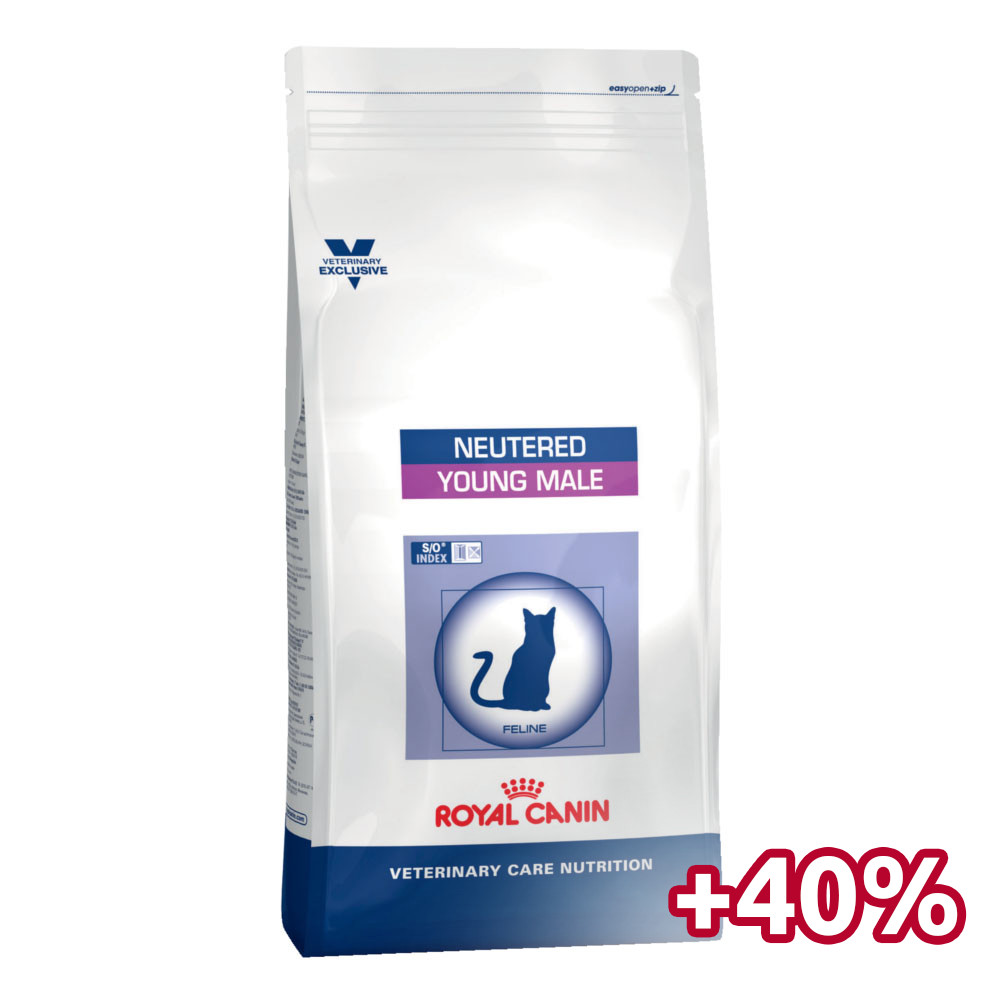 easyopen+zip
VETERINARY
EXCLUSIVE
NEUTERED
YOUNG MALE
S/O®
INDEX
FELINE
ROYAL CANIN
VETERINARY CARE NUTRITION
+40%